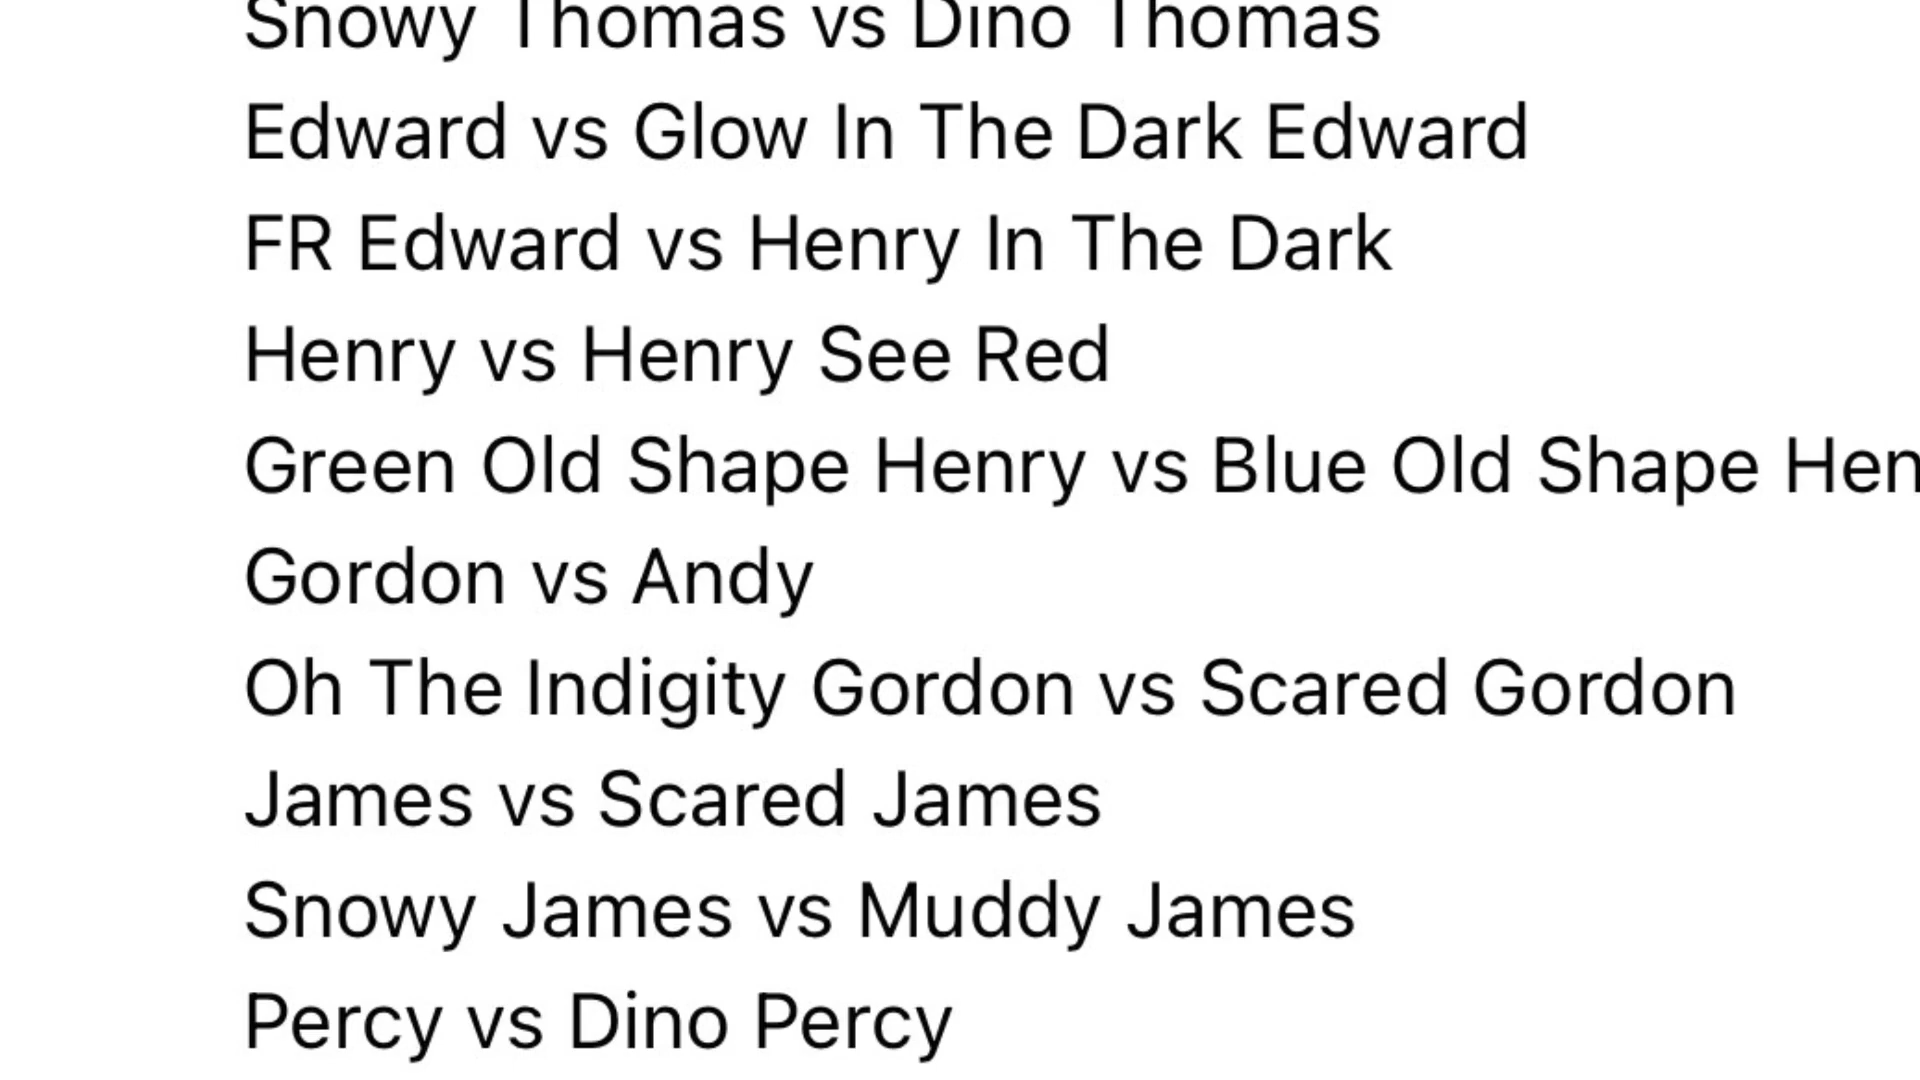 Snowy Thomas vs Dino Thomas
Edward vs Glow In The Dark Edward
FR Edward vs Henry In The Dark
Henry vs Henry See Red
Green Old Shape Henry vs Blue Old Shape Hen
Gordon vs Andy
Oh The Indigity Gordon vs Scared Gordon
James vs Scared James
Snowy James vs Muddy James
Percy vs Dino Percy